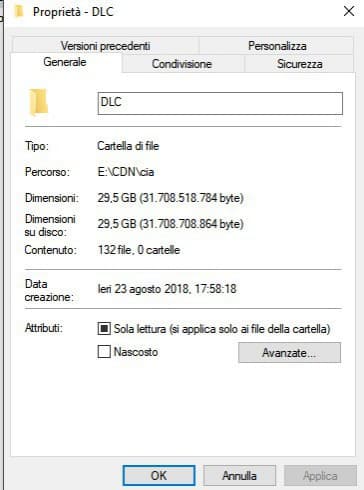 Proprietà - DLC
Versioni precedenti Personalizza
Generale Condivisione Sicurezza
DLC
Tipo: Cartella di file
Percorso: E:\CDN\cia
Dimensioni: 29,5 GB (31.708.518.784 byte)
Dimensioni su disco: 29,5 GB (31.708.708.864 byte)
Contenuto: 132 file, 0 cartelle
Data creazione: Ieri 23 agosto 2018, 17:58:18
Attributi: Sola lettura (si applica solo ai file della cartella)
Nascosto Avanzate...
OK Annulla Applica